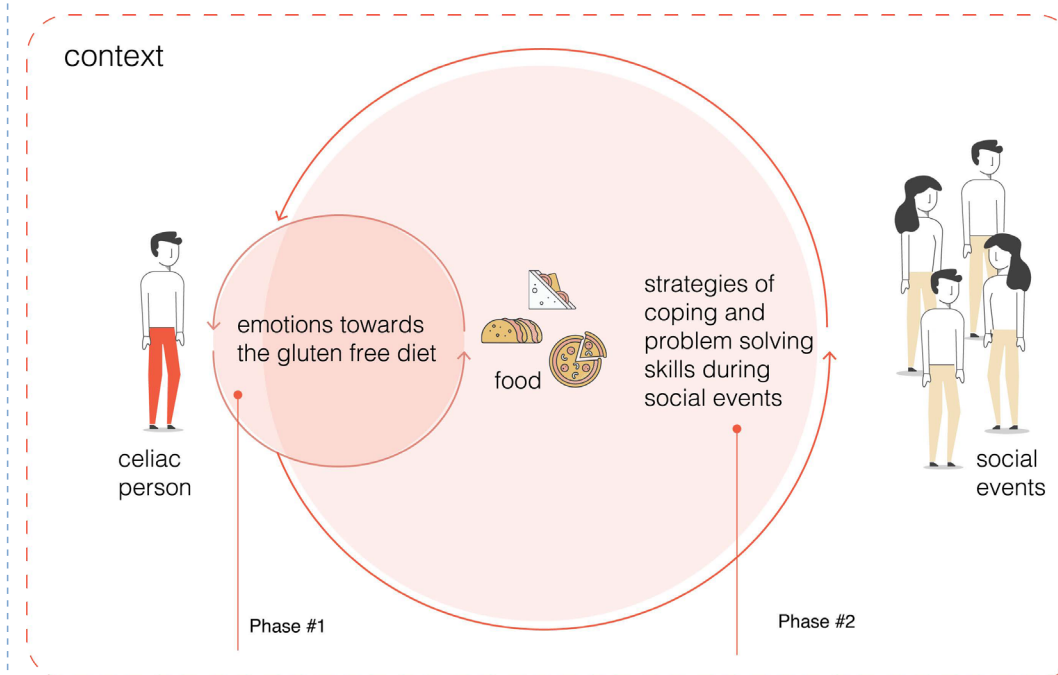 context
emotions towards
the gluten free diet
food
strategies of
coping and
problem solving
skills during
social events
celiac
person
social
events
Phase #1
Phase #2